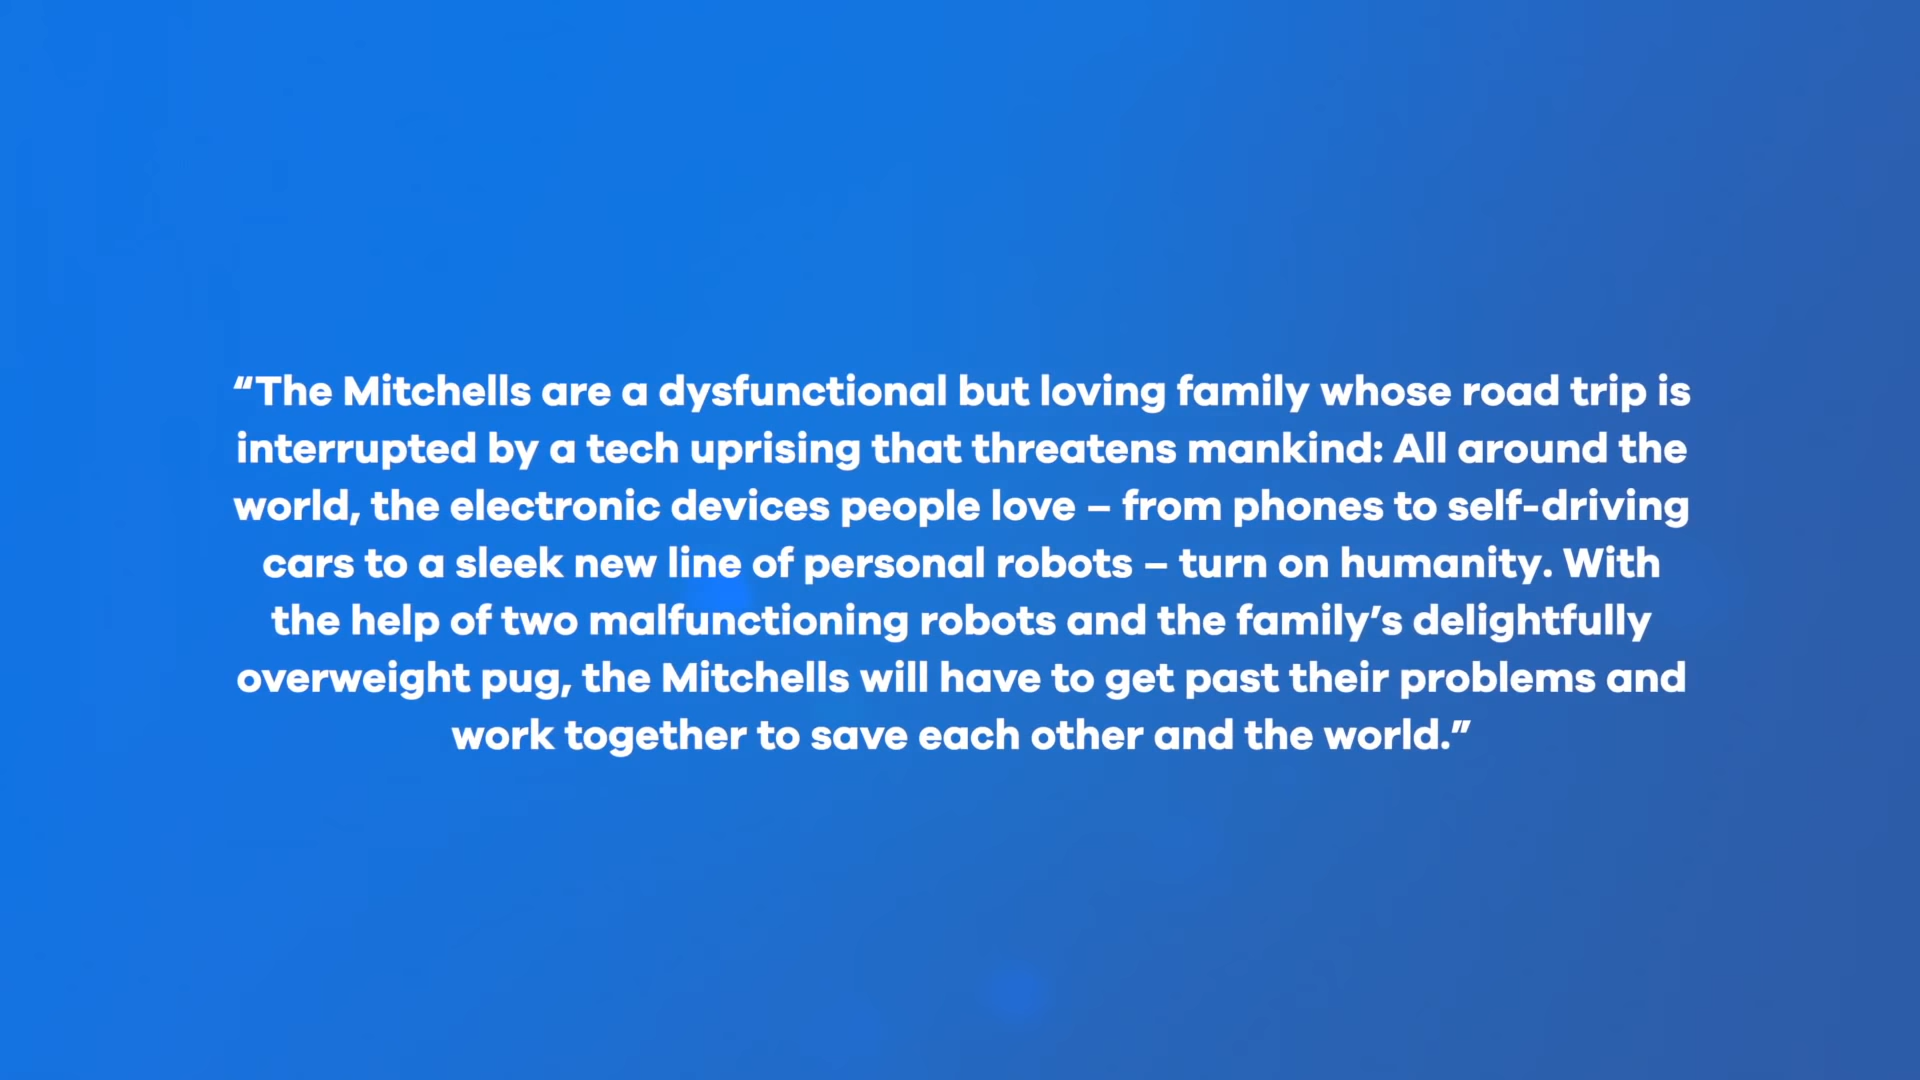 “The Mitchells are a dysfunctional but loving family whose road trip is
interrupted by a tech uprising that threatens mankind: All around the
world, the electronic devices people love – from phones to self-driving
cars to a sleek new line of personal robots – turn on humanity. With
the help of two malfunctioning robots and the family’s delightfully
overweight pug, the Mitchells will have to get past their problems and
work together to save each other and the world.”